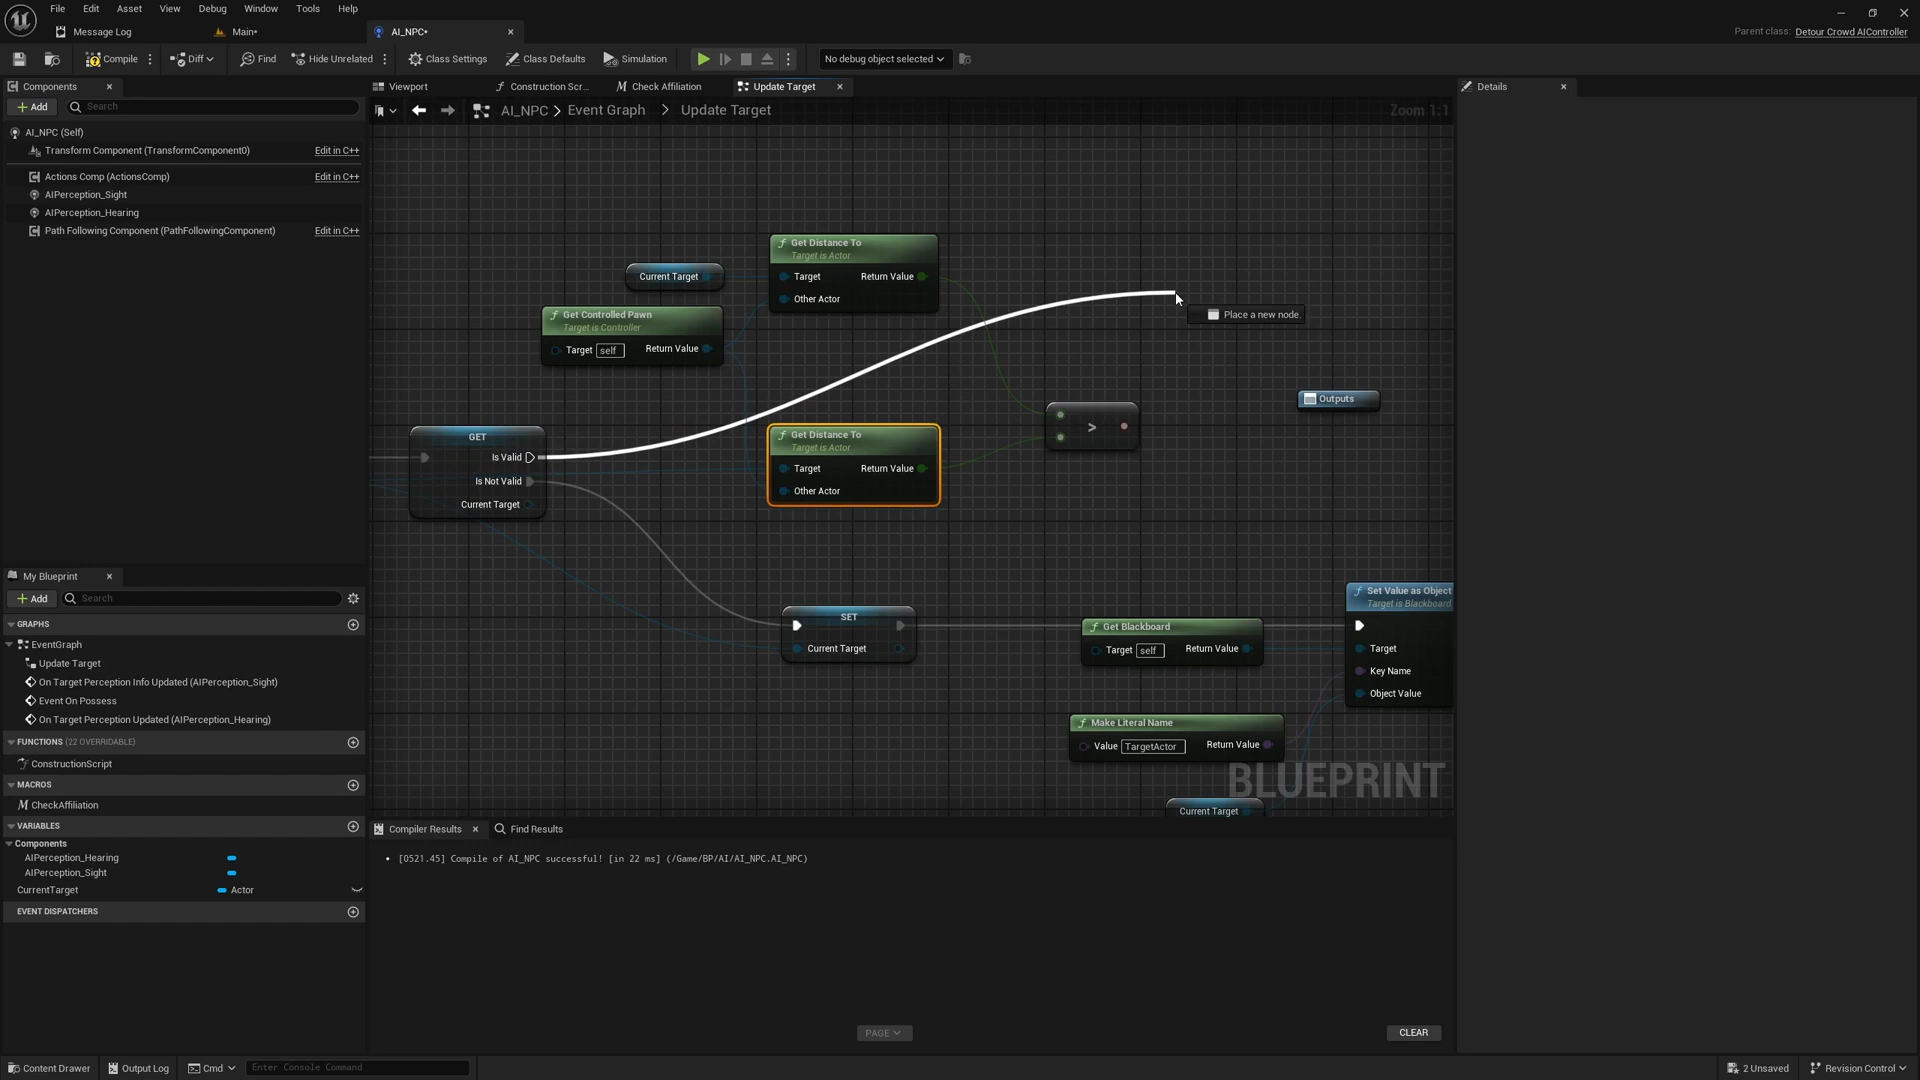 File Edit Asset View Debug Window Tools Help
Message Log Main* AI_NPC* Parent class: Detour Crowd AIController
Compile Diff Find Hide Unrelated Class Settings Class Defaults Simulation No debug object selected
Components
Add Search
AI_NPC (Self)
Transform Component (TransformComponent0) Edit in C++
Actions Comp (ActionsComp) Edit in C++
AIPerception_Sight
AIPerception_Hearing
Path Following Component (PathFollowingComponent) Edit in C++
My Blueprint
Add Search
GRAPHS
EventGraph
Update Target
On Target Perception Info Updated (AIPerception_Sight)
Event On Possess
On Target Perception Updated (AIPerception_Hearing)
FUNCTIONS (22 OVERRIDABLE)
ConstructionScript
MACROS
CheckAffiliation
VARIABLES
Components
AIPerception_Hearing
AIPerception_Sight
CurrentTarget Actor
EVENT DISPATCHERS
Viewport Construction Scr... Check Affiliation Update Target
AI_NPC > Event Graph > Update Target Zoom 1:1
Get Distance To
Target is Actor
Target Return Value
Other Actor
Current Target
Get Controlled Pawn
Target is Controller
Target self Return Value
Place a new node.
Outputs
>
GET
Is Valid
Is Not Valid
Current Target
Get Distance To
Target is Actor
Target Return Value
Other Actor
SET
Current Target
Get Blackboard
Target self Return Value
Set Value as Object
Target is Blackboard
Target
Key Name
Object Value
Make Literal Name
Value TargetActor Return Value
Current Target
BLUEPRINT
Compiler Results Find Results
[0521.45] Compile of AI_NPC successful! [in 22 ms] (/Game/BP/AI/AI_NPC.AI_NPC)
PAGE CLEAR
Details
Content Drawer Output Log Cmd Enter Console Command 2 Unsaved Revision Control